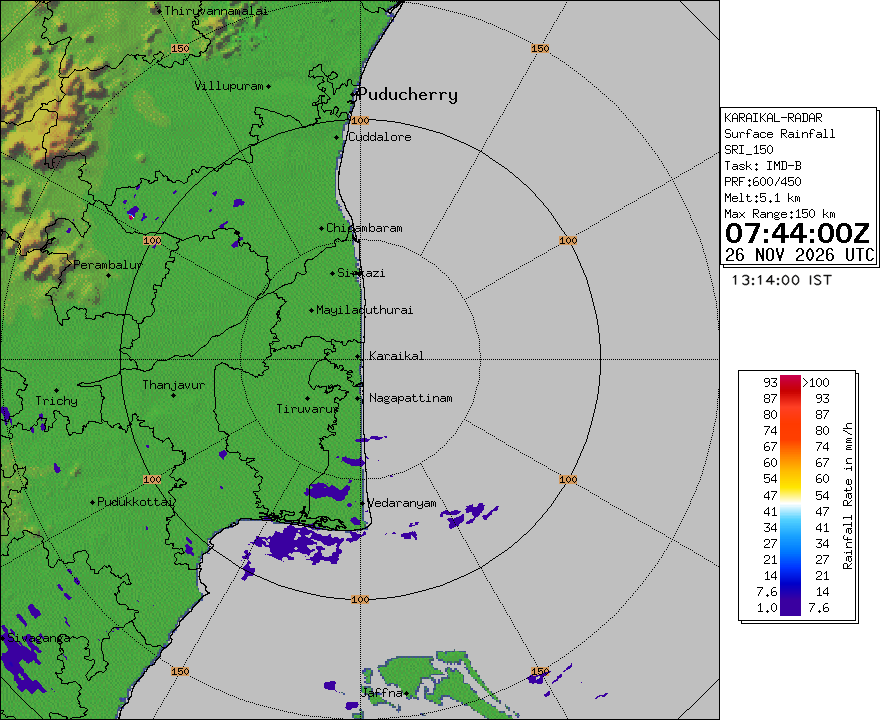 Thiruvannamalai
150
150
Villupuram
Puducherry
100
Cuddalore
KARAIKAL-RADAR
Surface Rainfall
SRI_150
Task: IMD-B
PRF:600/450
Melt:5.1 km
Max Range:150 km
07:44:00Z
26 NOV 2026 UTC
13:14:00 IST
Chidambaram
100
100
Perambalur
Sirkazi
Mayiladuthurai
Karaikal
Thanjavur
Trichy
Tiruvarur
Nagapattinam
93 >100
87 93
80 87
74 80
67 74
60 67
54 60
47 54
41 47
34 41
27 34
21 27
14 21
7.6 14
1.0 7.6
Rainfall Rate in mm/h
100
100
Pudukkottai
Vedaranyam
100
Sivaganga
150
150
Jaffna